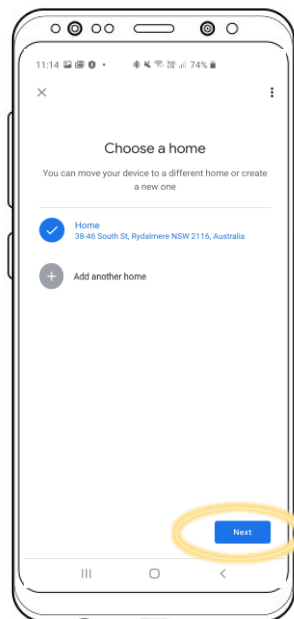 11:14 74%
Choose a home
You can move your device to a different home or create
a new one
Home
38-46 South St, Rydalmere NSW 2116, Australia
Add another home
Next